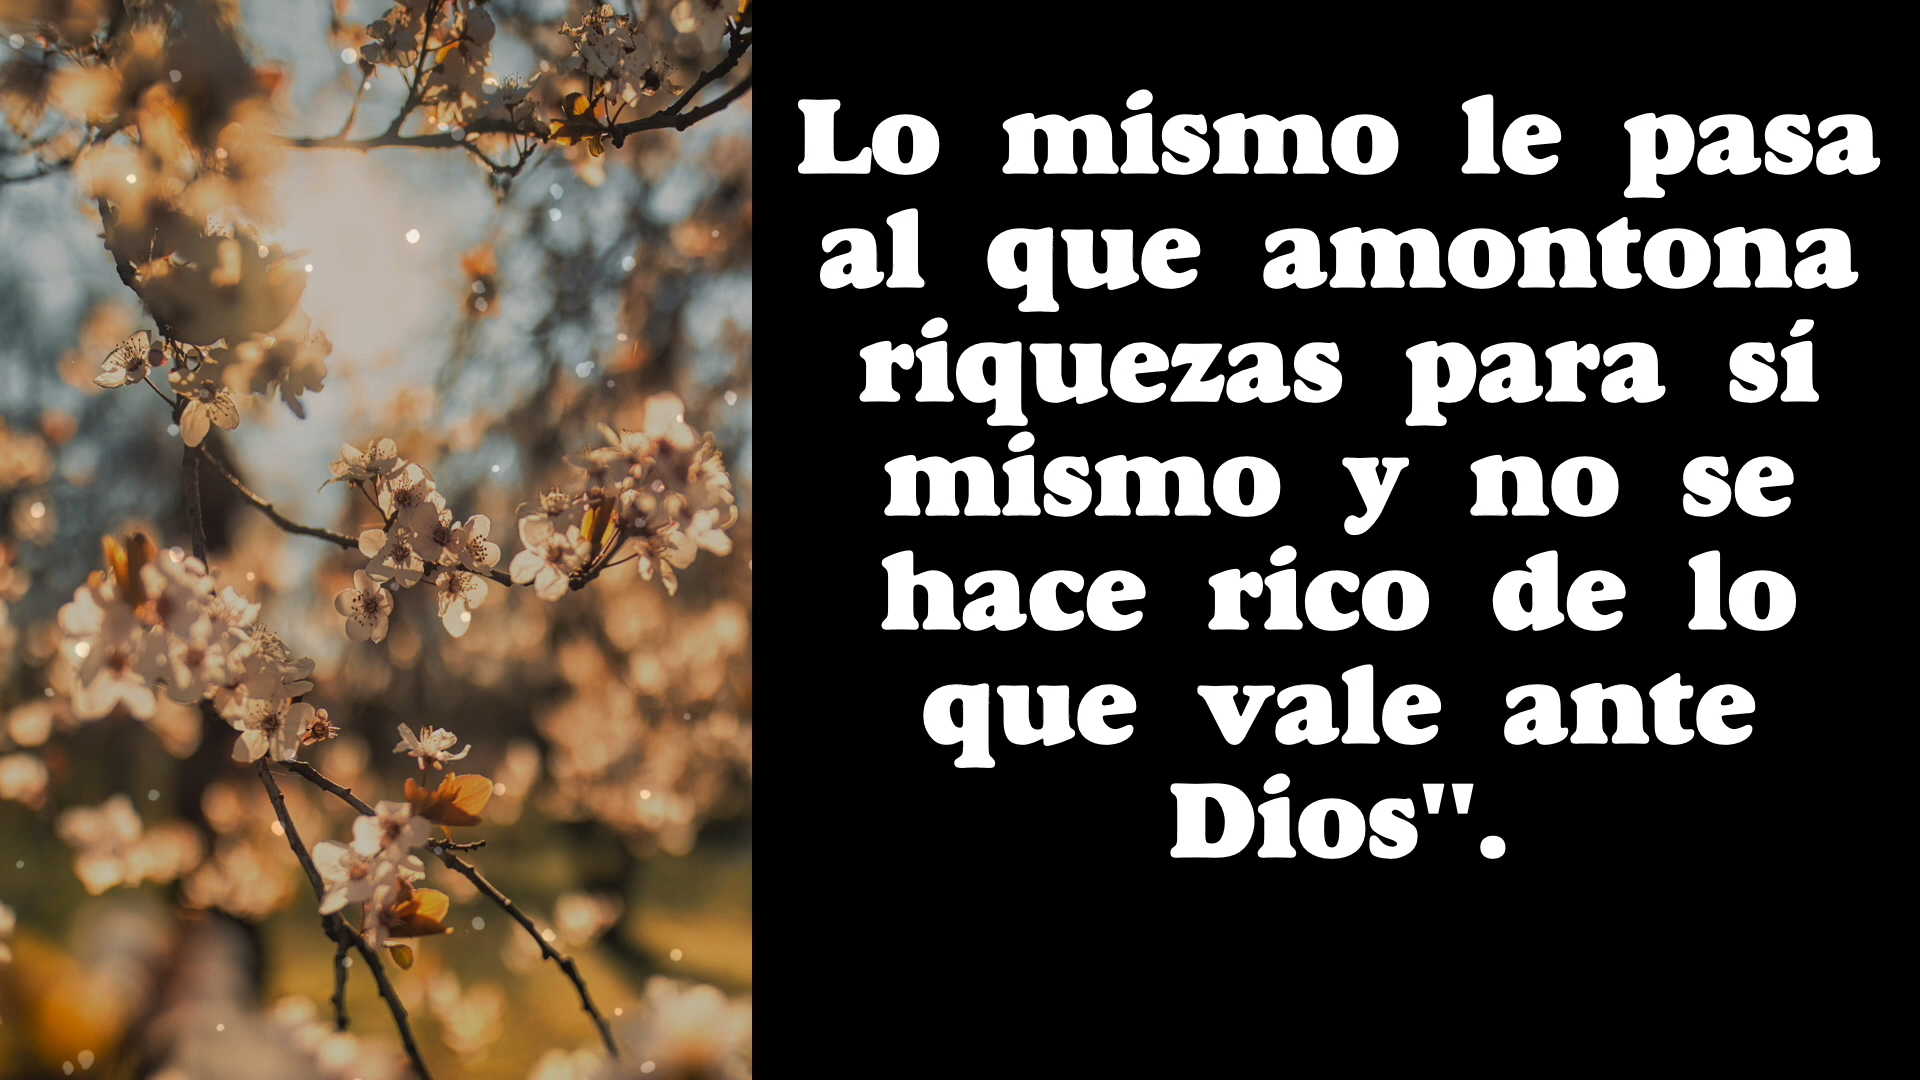 Lo mismo le pasa
al que amontona
riquezas para sí
mismo y no se
hace rico de lo
que vale ante
Dios".